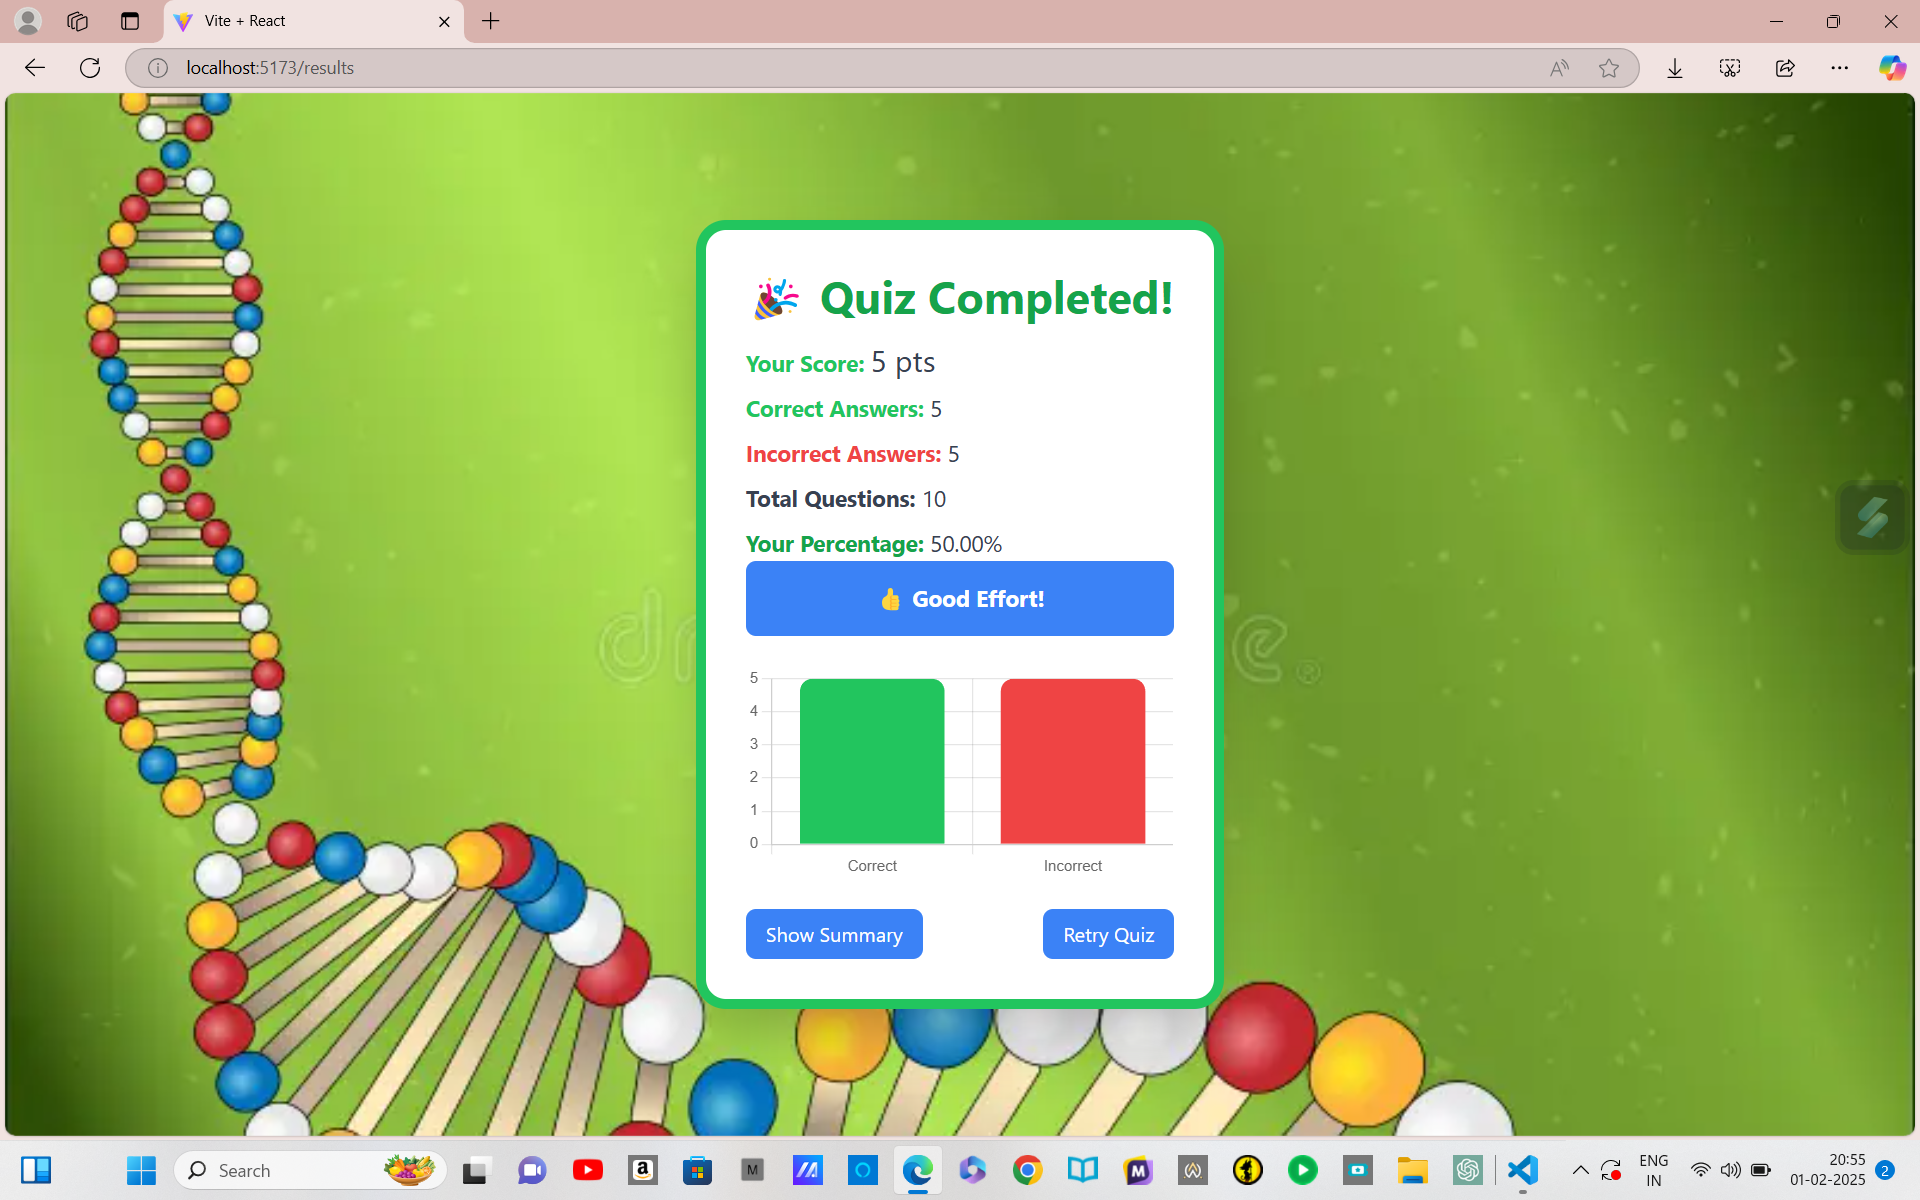 Vite + React
localhost:5173/results
Quiz Completed!
Your Score: 5 pts
Correct Answers: 5
Incorrect Answers: 5
Total Questions: 10
Your Percentage: 50.00%
👍 Good Effort!
5
4
3
2
1
0
Correct
Incorrect
Show Summary
Retry Quiz
Search
ENG
IN
20:55
01-02-2025
2